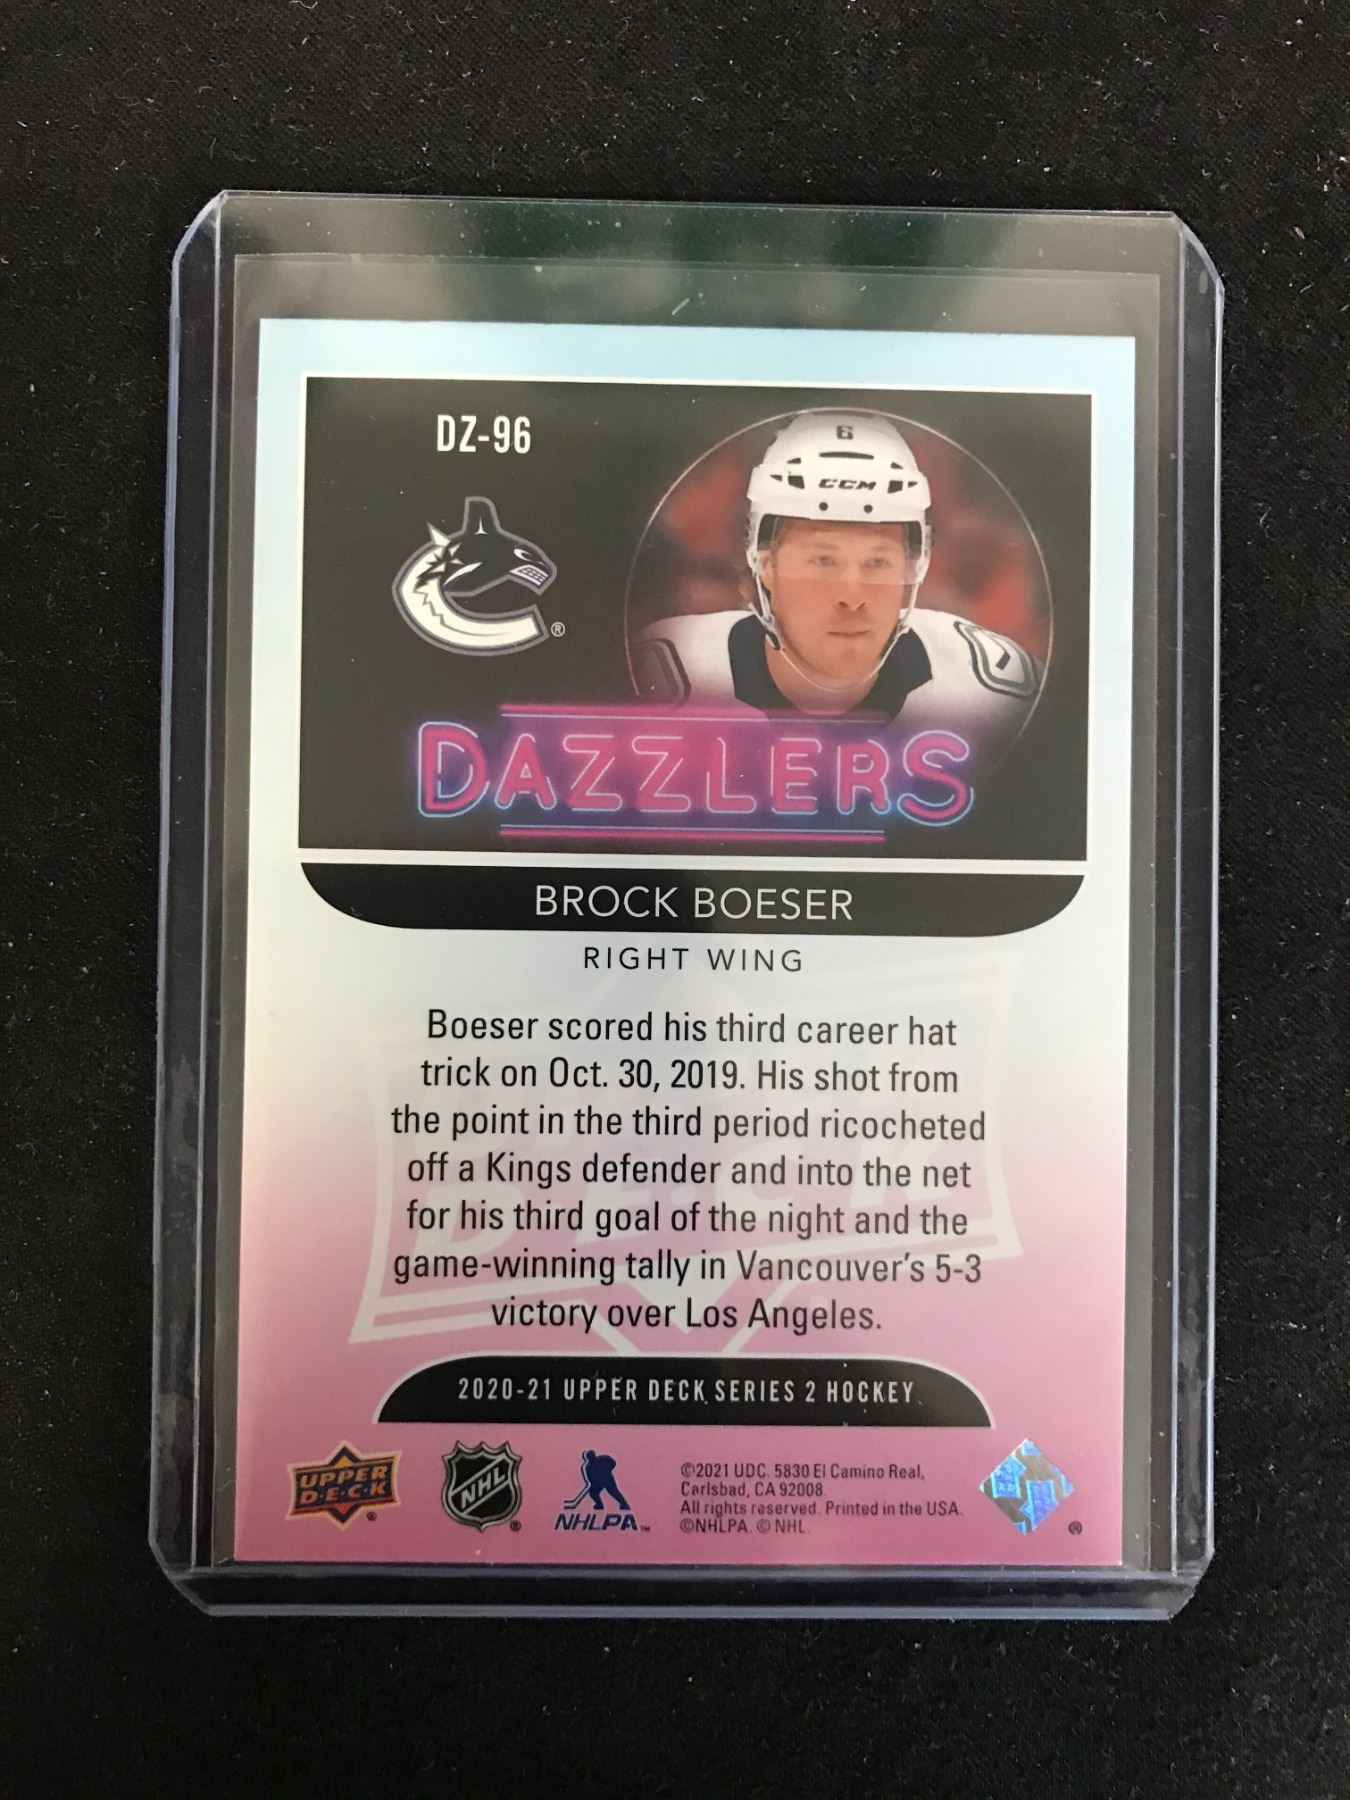 DZ-96
6
CCM
®
DAZZLERS
BROCK BOESER
RIGHT WING
Boeser scored his third career hat
trick on Oct. 30, 2019. His shot from
the point in the third period ricocheted
off a Kings defender and into the net
for his third goal of the night and the
game-winning tally in Vancouver's 5-3
victory over Los Angeles.
2020-21 UPPER DECK SERIES 2 HOCKEY
UPPER
D·E·C·K
®
NHL
®
NHLPA™
©2021 UDC. 5830 El Camino Real,
Carlsbad, CA 92008.
All rights reserved. Printed in the USA.
©NHLPA. © NHL.
®